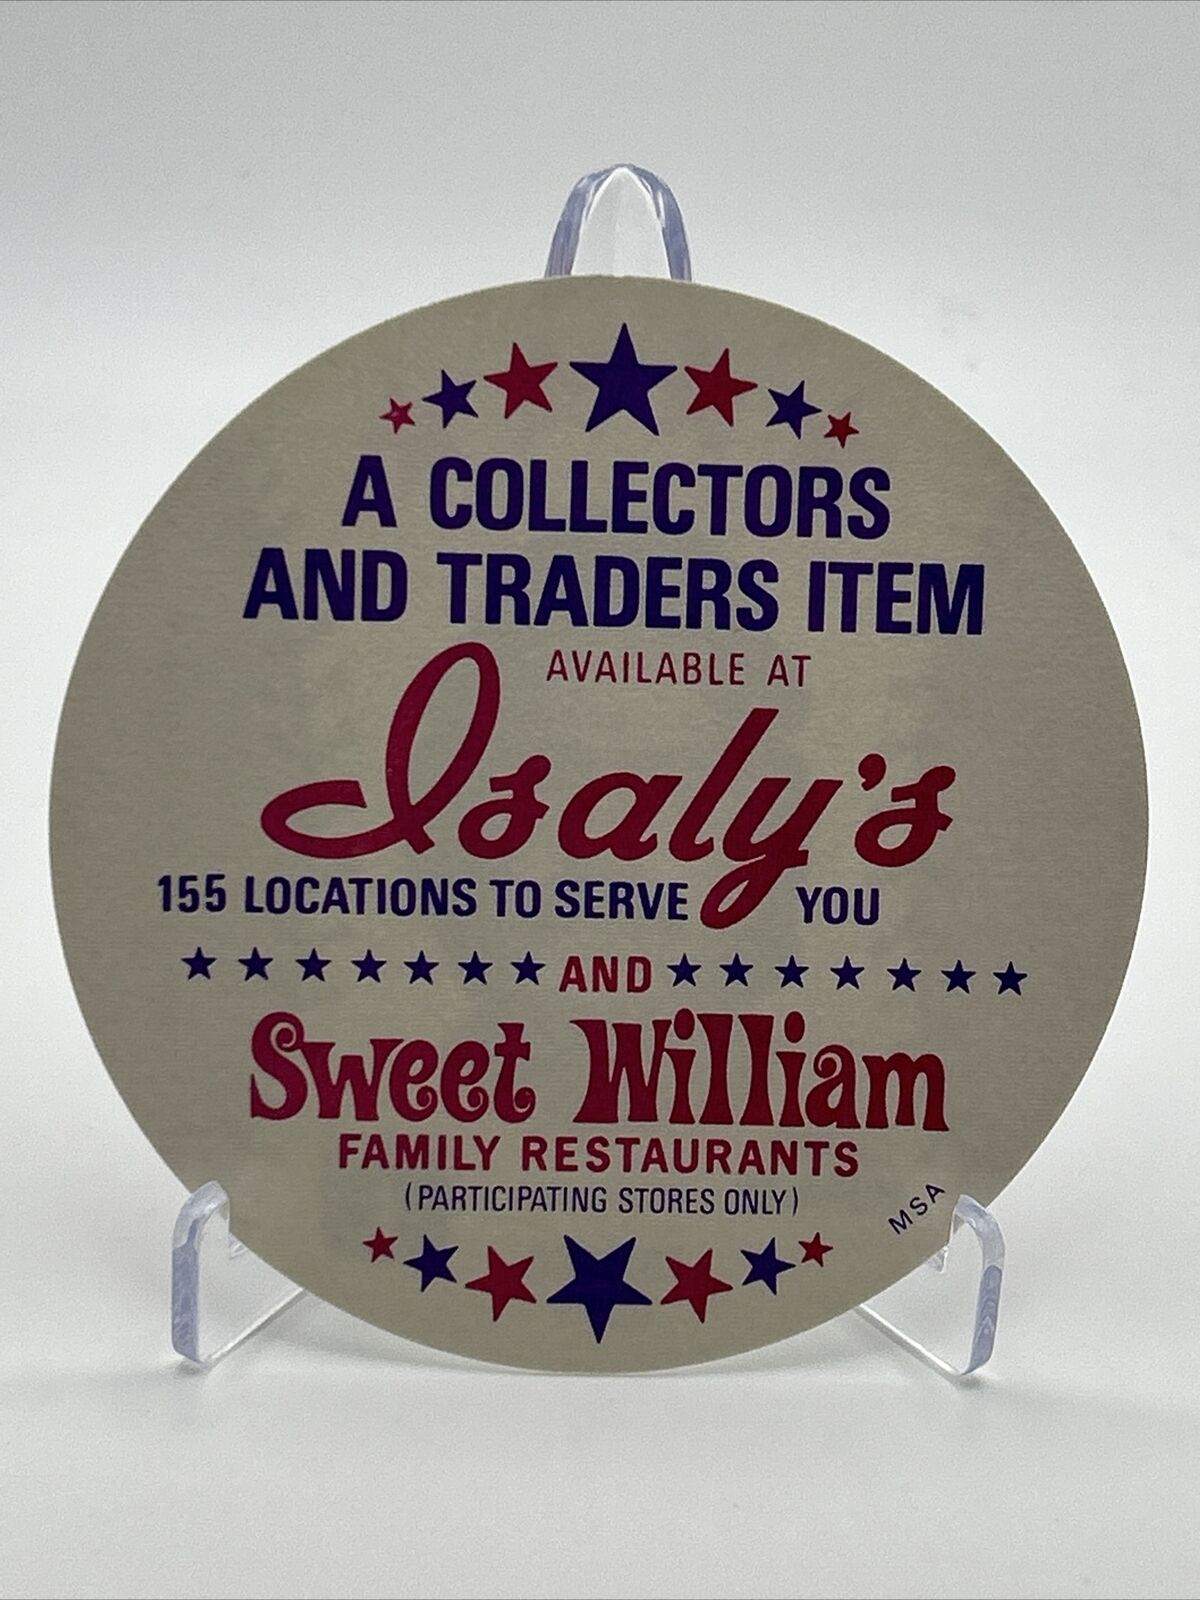 A COLLECTORS
AND TRADERS ITEM
AVAILABLE AT
Isaly's
155 LOCATIONS TO SERVE YOU
AND
Sweet William
FAMILY RESTAURANTS
(PARTICIPATING STORES ONLY)
MSA